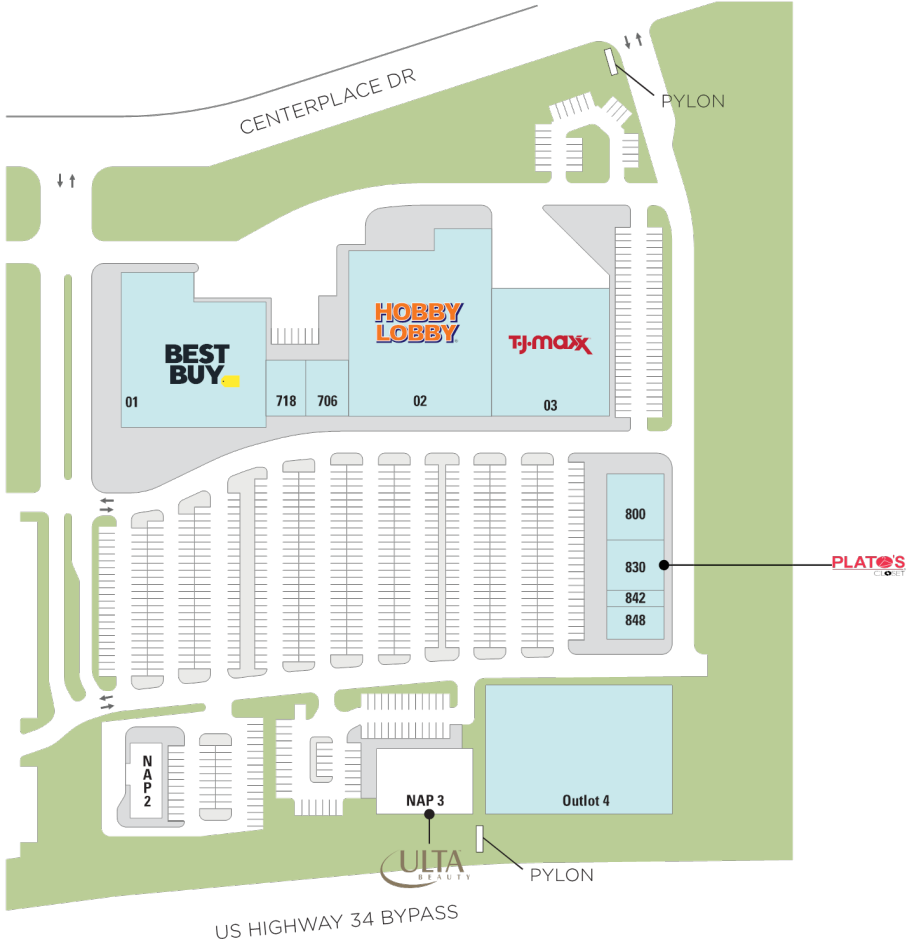 CENTERPLACE DR
PYLON
HOBBY
LOBBY
T·J·maxx
BEST
BUY
01
718
706
02
03
800
830
PLATO'S
CLOSET
842
848
NAP 2
NAP 3
Outlot 4
ULTA
BEAUTY
PYLON
US HIGHWAY 34 BYPASS